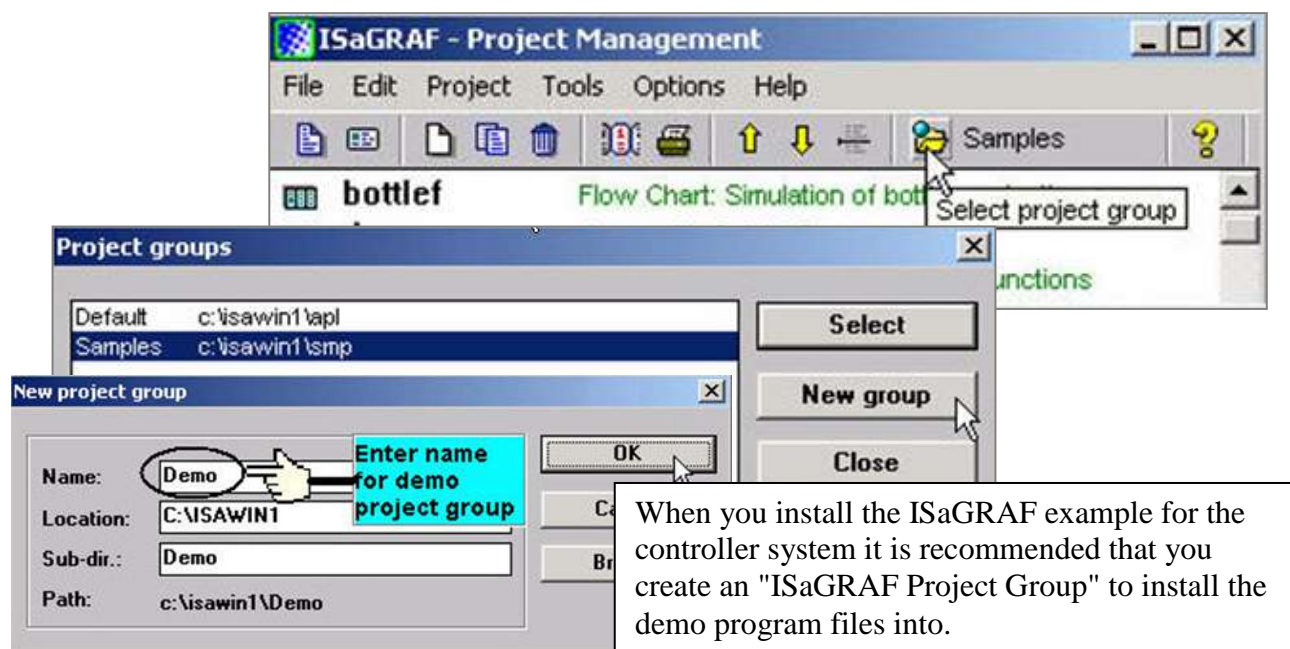 ISaGRAF - Project Management
File Edit Project Tools Options Help
Samples
bottlef Flow Chart: Simulation of
Select project group
Project groups
Default c:\isawin1\apl
Samples c:\isawin1\smp
Select
New group
Close
New project group
Name: Demo
Enter name
for demo
project group
Location: C:\ISAWIN1
Sub-dir.: Demo
Path: c:\isawin1\Demo
OK
When you install the ISaGRAF example for the
controller system it is recommended that you
create an "ISaGRAF Project Group" to install the
demo program files into.